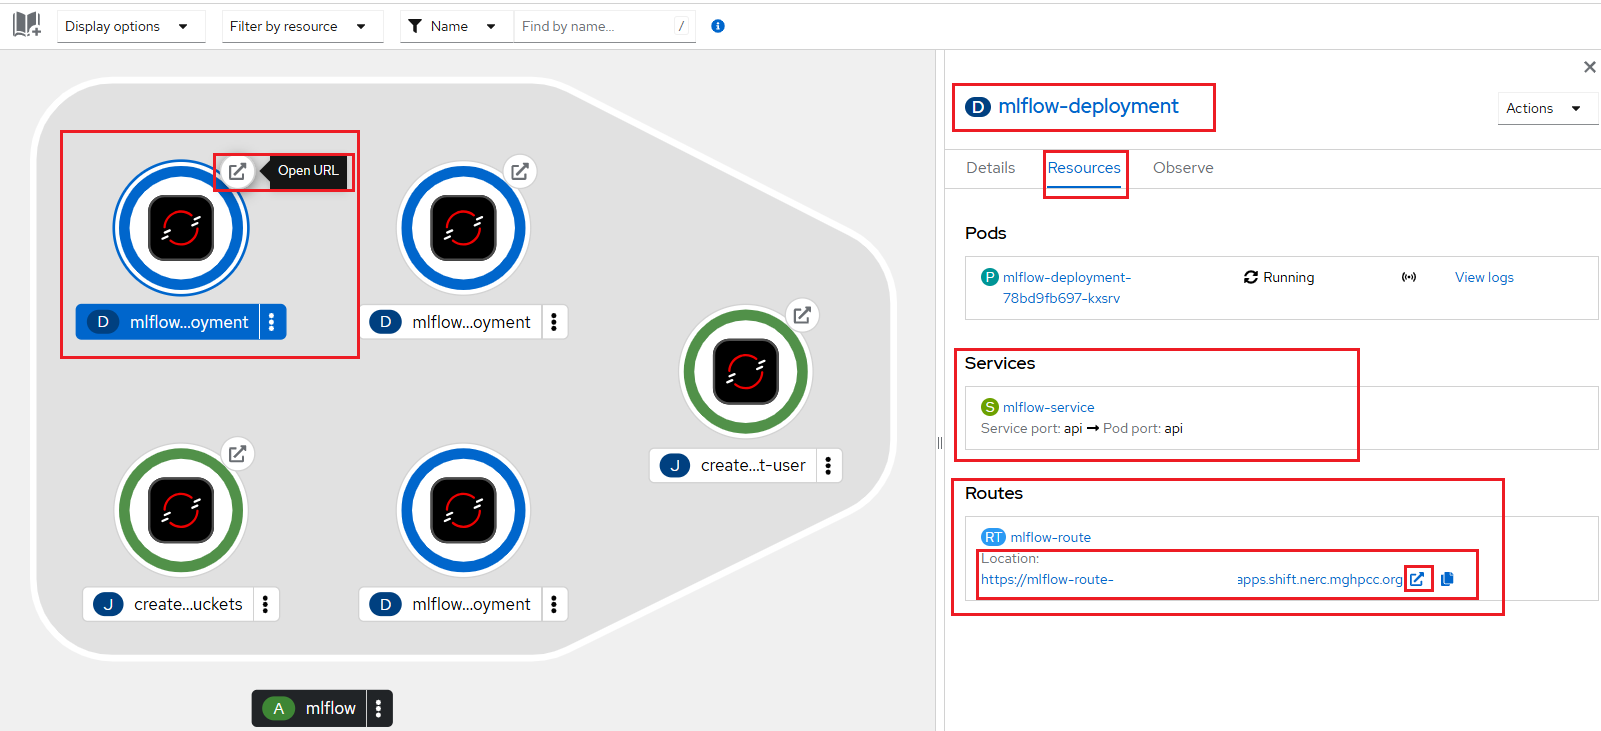 Display options
Filter by resource
Name
Find by name...
/
i
Open URL
D mlflow...oyment
D mlflow...oyment
J create...t-user
J create...uckets
D mlflow...oyment
A mlflow
D mlflow-deployment
Actions
Details Resources Observe
Pods
P mlflow-deployment-
78bd9fb697-kxsrv
Running
View logs
Services
S mlflow-service
Service port: api → Pod port: api
Routes
RT mlflow-route
Location:
https://mlflow-route- apps.shift.nerc.mghpcc.org